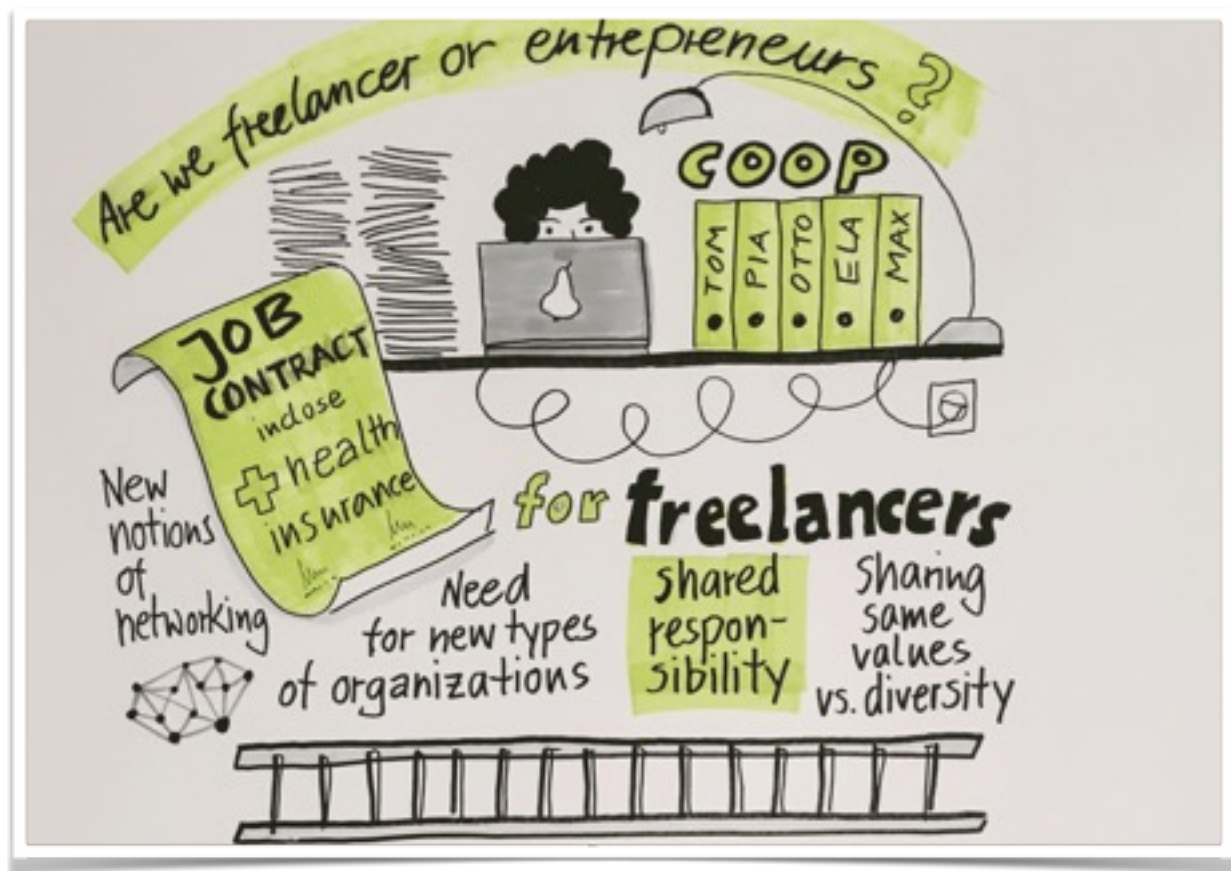 Are we freelancer or entrepreneurs?
COOP
TOM
PIA
OTTO
ELA
MAX
JOB
CONTRACT
inclose
health
insurance
for freelancers
New
notions
of
networking
Need
for new types
of organizations
shared
respon-
sibility
Sharing
same
values
vs. diversity